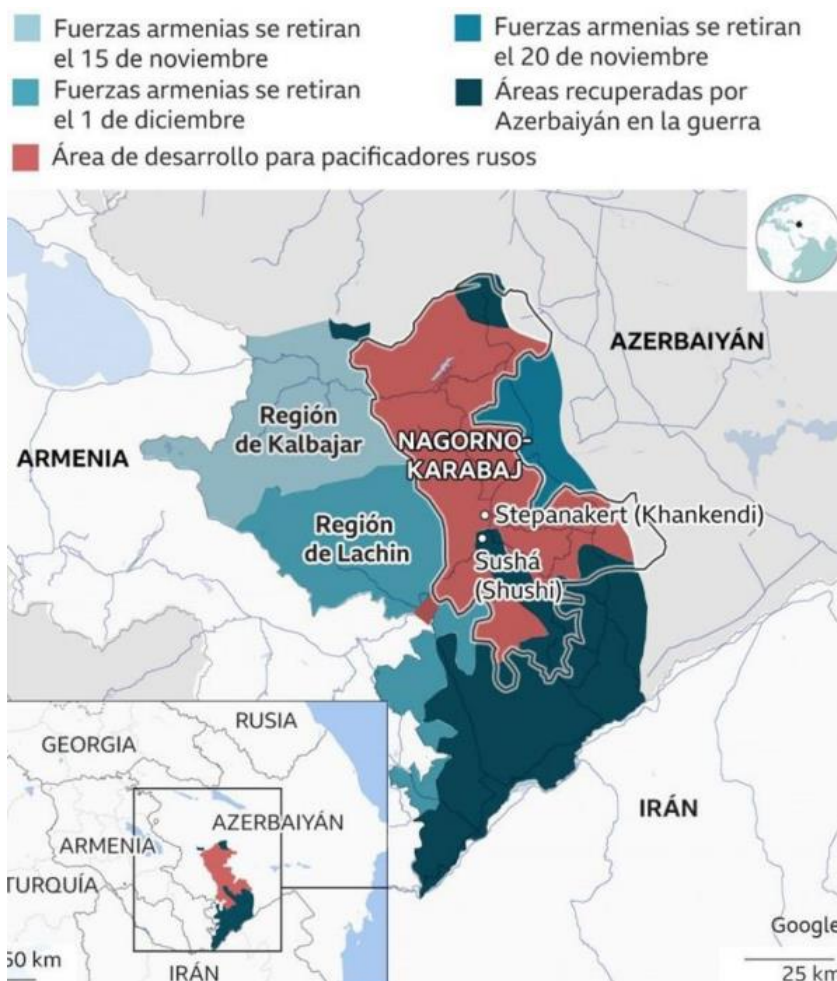 Fuerzas armenias se retiran
el 15 de noviembre
Fuerzas armenias se retiran
el 20 de noviembre
Fuerzas armenias se retiran
el 1 de diciembre
Áreas recuperadas por
Azerbaiyán en la guerra
Área de desarrollo para pacificadores rusos
AZERBAIYÁN
Región
de Kalbajar
ARMENIA
NAGORNO-
KARABAJ
Región
de Lachin
Stepanakert (Khankendi)
Sushá
(Shushi)
IRÁN
RUSIA
GEORGIA
AZERBAIYÁN
ARMENIA
TURQUÍA
IRÁN
50 km
Google
25 km